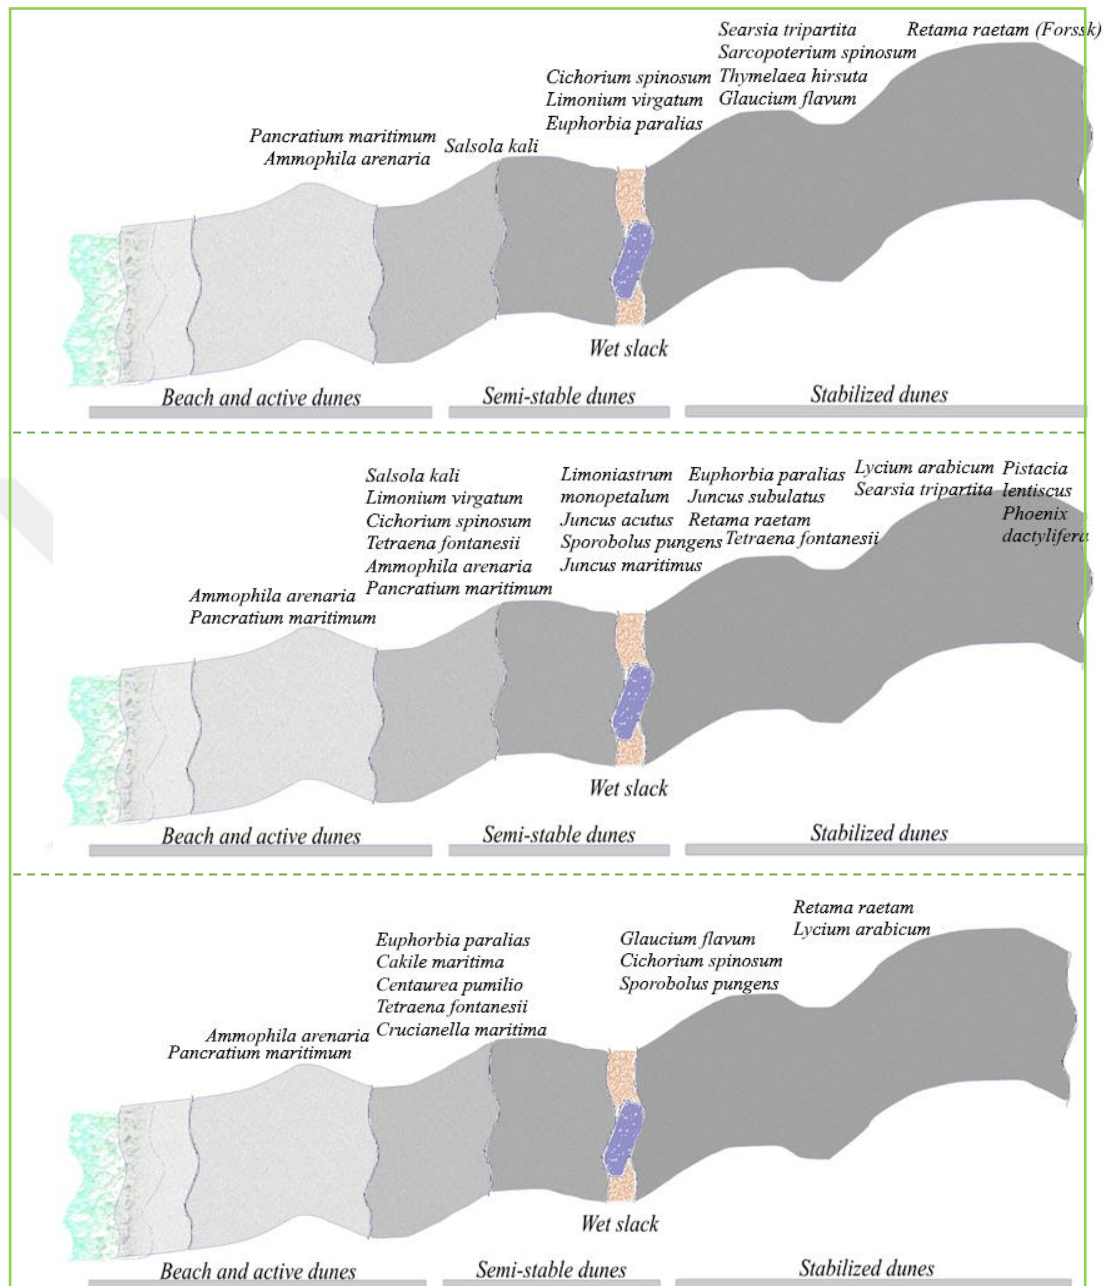 Searsia tripartita
Sarcopoterium spinosum
Thymelaea hirsuta
Glaucium flavum
Retama raetam (Forssk)
Cichorium spinosum
Limonium virgatum
Euphorbia paralias
Pancratium maritimum
Ammophila arenaria
Salsola kali
Wet slack
Beach and active dunes
Semi-stable dunes
Stabilized dunes
Salsola kali
Limonium virgatum
Cichorium spinosum
Tetraena fontanesii
Ammophila arenaria
Pancratium maritimum
Limoniastrum
monopetalum
Juncus acutus
Sporobolus pungens
Juncus maritimus
Euphorbia paralias
Juncus subulatus
Retama raetam
Tetraena fontanesii
Lycium arabicum
Searsia tripartita
Pistacia
lentiscus
Phoenix
dactylifera
Ammophila arenaria
Pancratium maritimum
Wet slack
Beach and active dunes
Semi-stable dunes
Stabilized dunes
Retama raetam
Lycium arabicum
Euphorbia paralias
Cakile maritima
Centaurea pumilio
Tetraena fontanesii
Crucianella maritima
Glaucium flavum
Cichorium spinosum
Sporobolus pungens
Ammophila arenaria
Pancratium maritimum
Wet slack
Beach and active dunes
Semi-stable dunes
Stabilized dunes